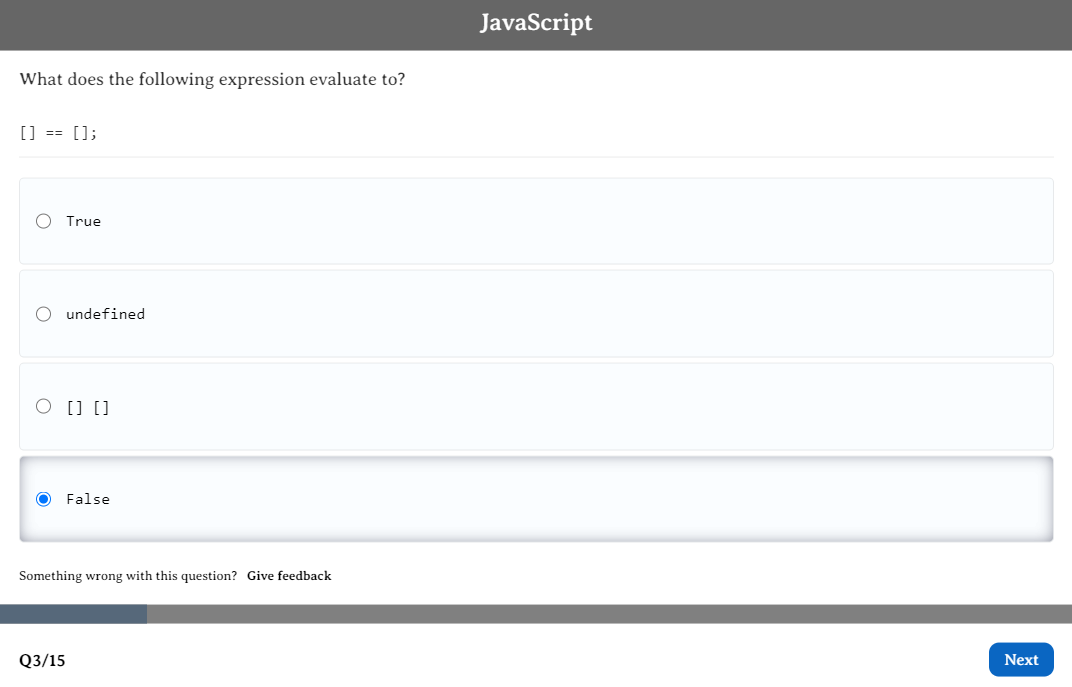 JavaScript
What does the following expression evaluate to?
[] == [];
True
undefined
[] []
False
Something wrong with this question? Give feedback
Q3/15
Next